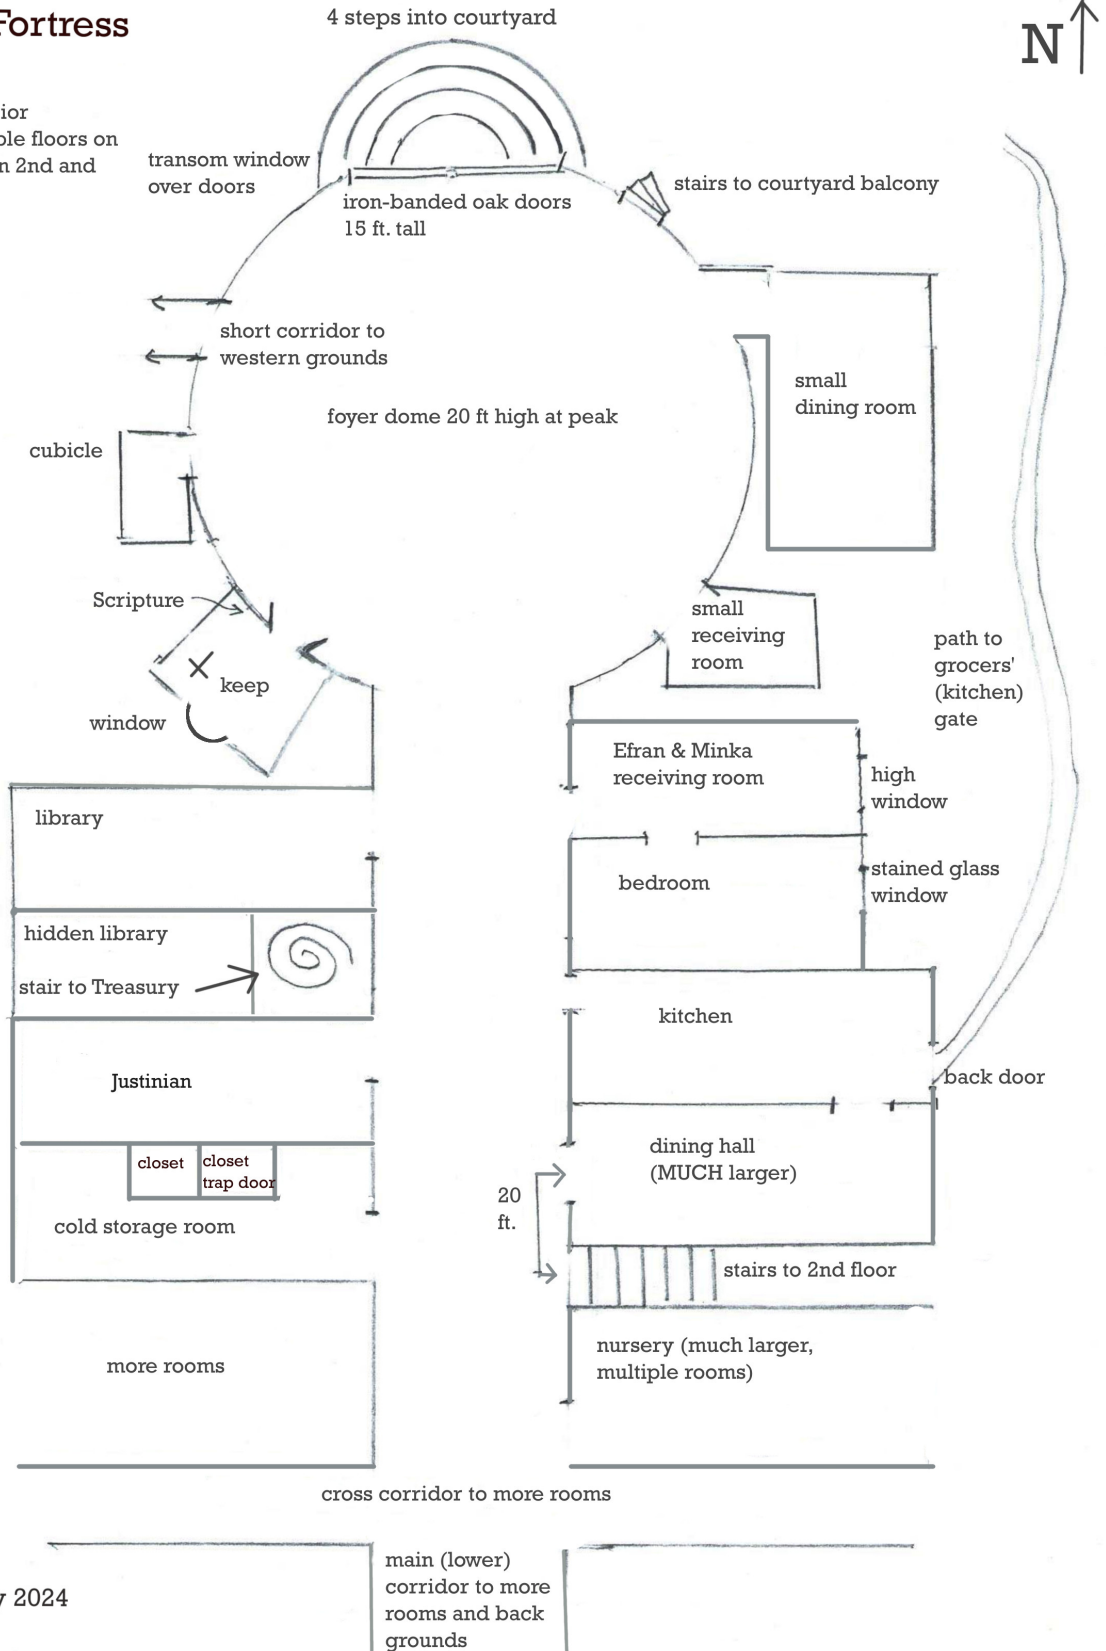 Fortress
4 steps into courtyard
N
ior
ple floors on
n 2nd and
transom window
over doors
iron-banded oak doors
15 ft. tall
stairs to courtyard balcony
short corridor to
western grounds
foyer dome 20 ft high at peak
small
dining room
cubicle
Scripture
keep
window
small
receiving
room
path to
grocers'
(kitchen)
gate
Efran & Minka
receiving room
high
window
library
bedroom
stained glass
window
hidden library
stair to Treasury
kitchen
Justinian
back door
closet
closet
trap door
dining hall
(MUCH larger)
20
ft.
cold storage room
stairs to 2nd floor
nursery (much larger,
multiple rooms)
more rooms
cross corridor to more rooms
main (lower)
corridor to more
rooms and back
grounds
y 2024